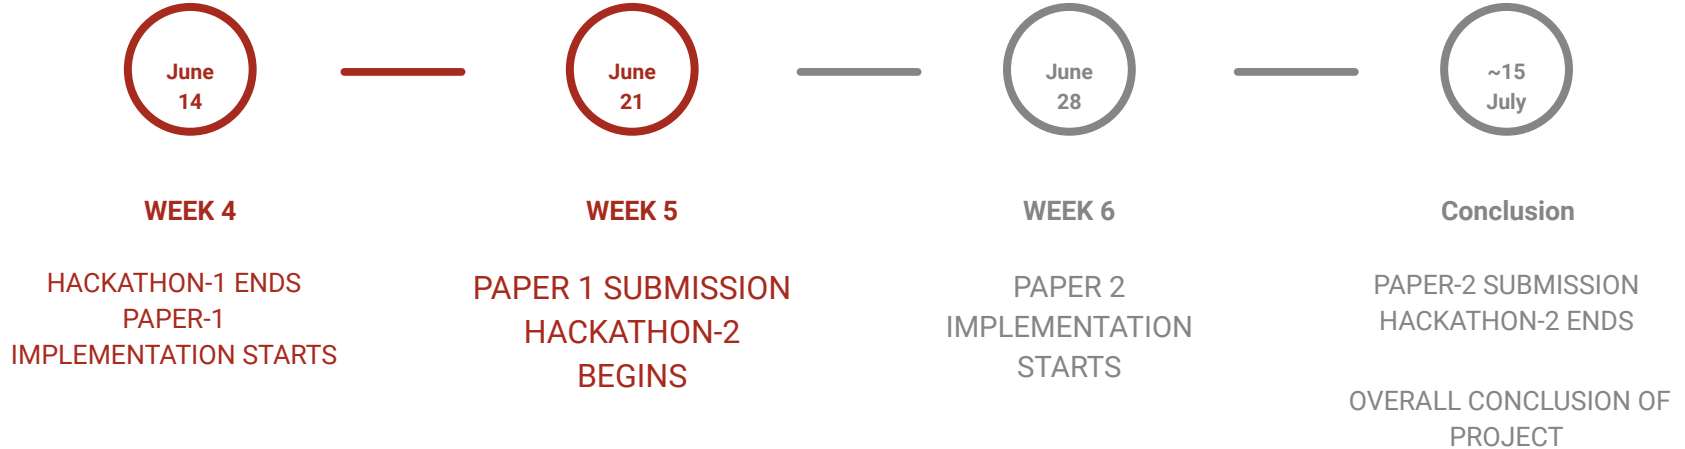 June
14
June
21
June
28
~15
July
WEEK 4
WEEK 5
WEEK 6
Conclusion
HACKATHON-1 ENDS
PAPER-1
IMPLEMENTATION STARTS
PAPER 1 SUBMISSION
HACKATHON-2
BEGINS
PAPER 2
IMPLEMENTATION
STARTS
PAPER-2 SUBMISSION
HACKATHON-2 ENDS
OVERALL CONCLUSION OF
PROJECT